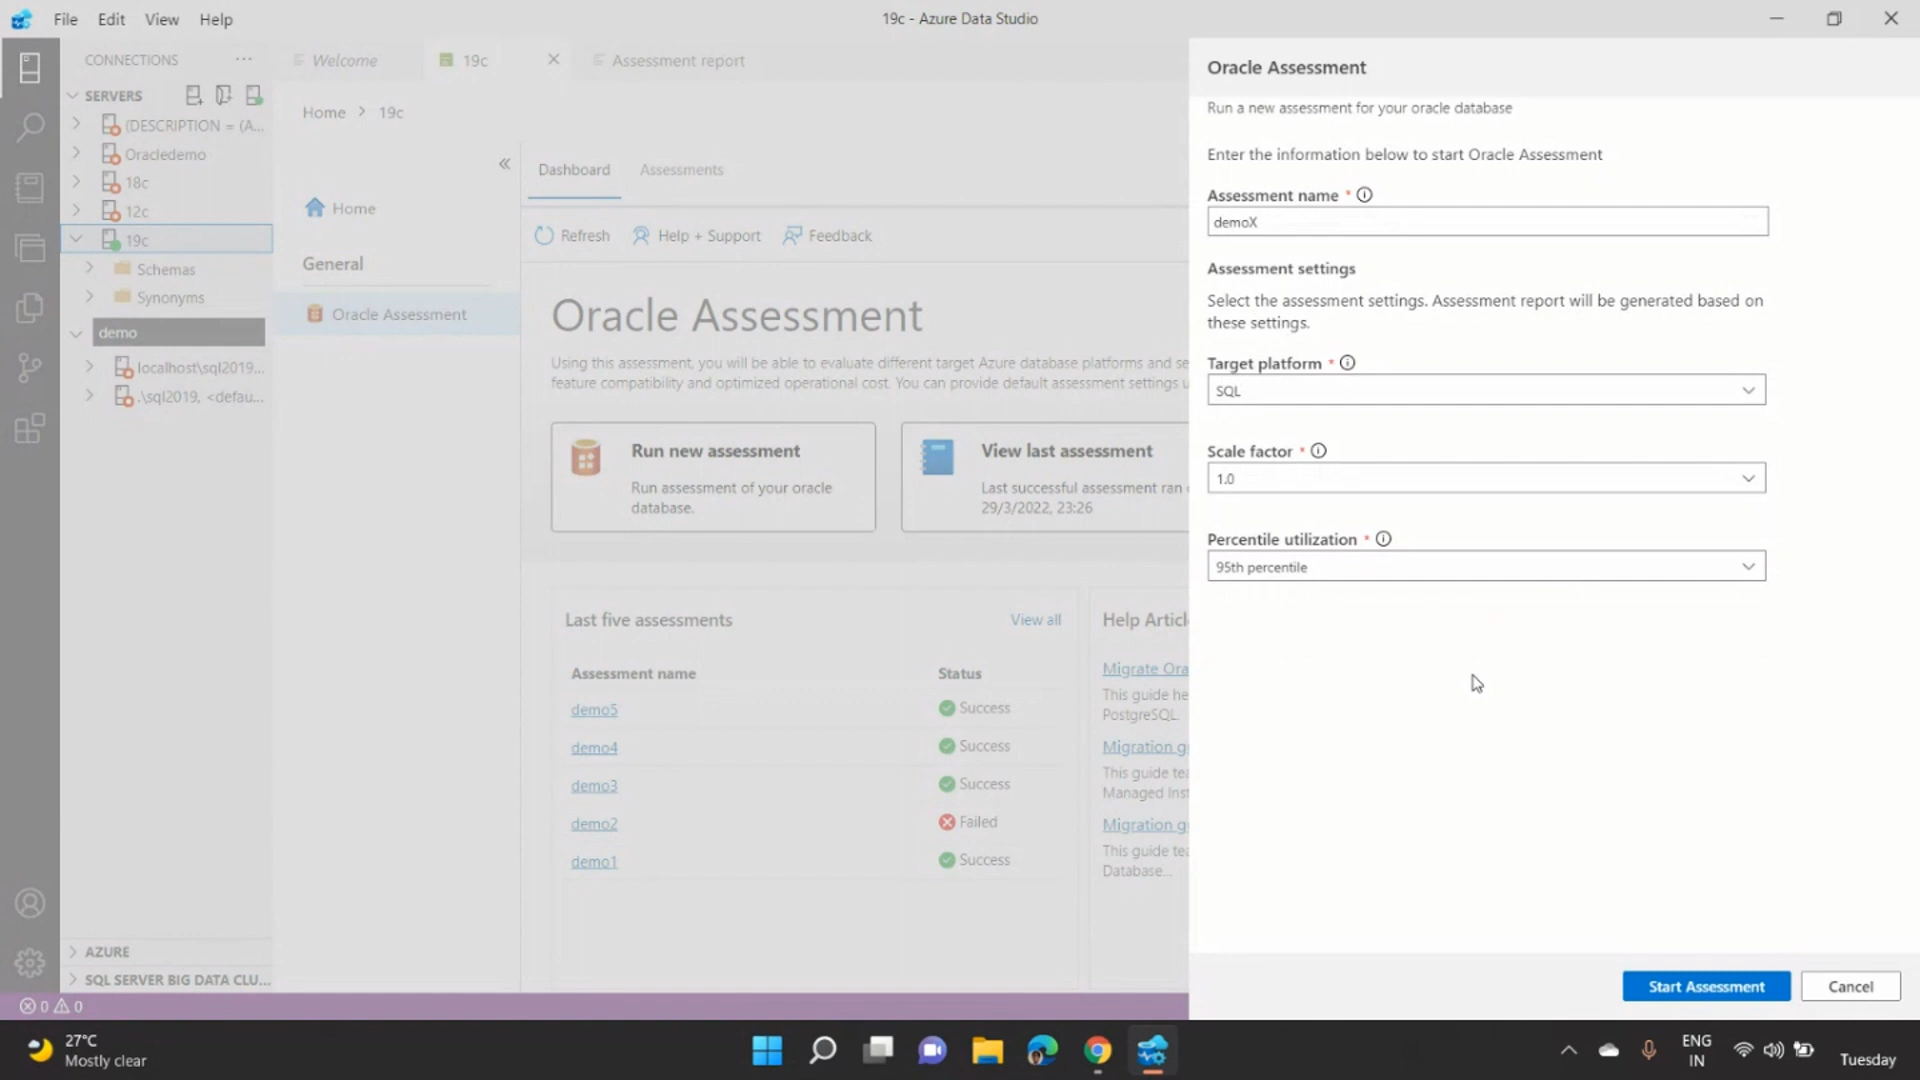 File Edit View Help
19c - Azure Data Studio
CONNECTIONS
SERVERS
(DESCRIPTION = (A...
Oracledemo
18c
12c
19c
Schemas
Synonyms
demo
localhost\sql2019...
.\sql2019, <defau...
AZURE
SQL SERVER BIG DATA CLU...
0 0
Welcome
19c
Assessment report
Home > 19c
Home
General
Oracle Assessment
Dashboard
Assessments
Refresh
Help + Support
Feedback
Oracle Assessment
Using this assessment, you will be able to evaluate different target Azure database platforms and se
feature compatibility and optimized operational cost. You can provide default assessment settings u
Run new assessment
Run assessment of your oracle
database.
View last assessment
Last successful assessment ran
29/3/2022, 23:26
Last five assessments
View all
Assessment name Status
demo5 Success
demo4 Success
demo3 Success
demo2 Failed
demo1 Success
Help Articl
Migrate Ora
This guide he
PostgreSQL.
Migration g
This guide tea
Managed Inst
Migration g
This guide tea
Database...
Oracle Assessment
Run a new assessment for your oracle database
Enter the information below to start Oracle Assessment
Assessment name *
demoX
Assessment settings
Select the assessment settings. Assessment report will be generated based on
these settings.
Target platform *
SQL
Scale factor *
1.0
Percentile utilization *
95th percentile
Start Assessment
Cancel
27°C
Mostly clear
ENG
IN
Tuesday